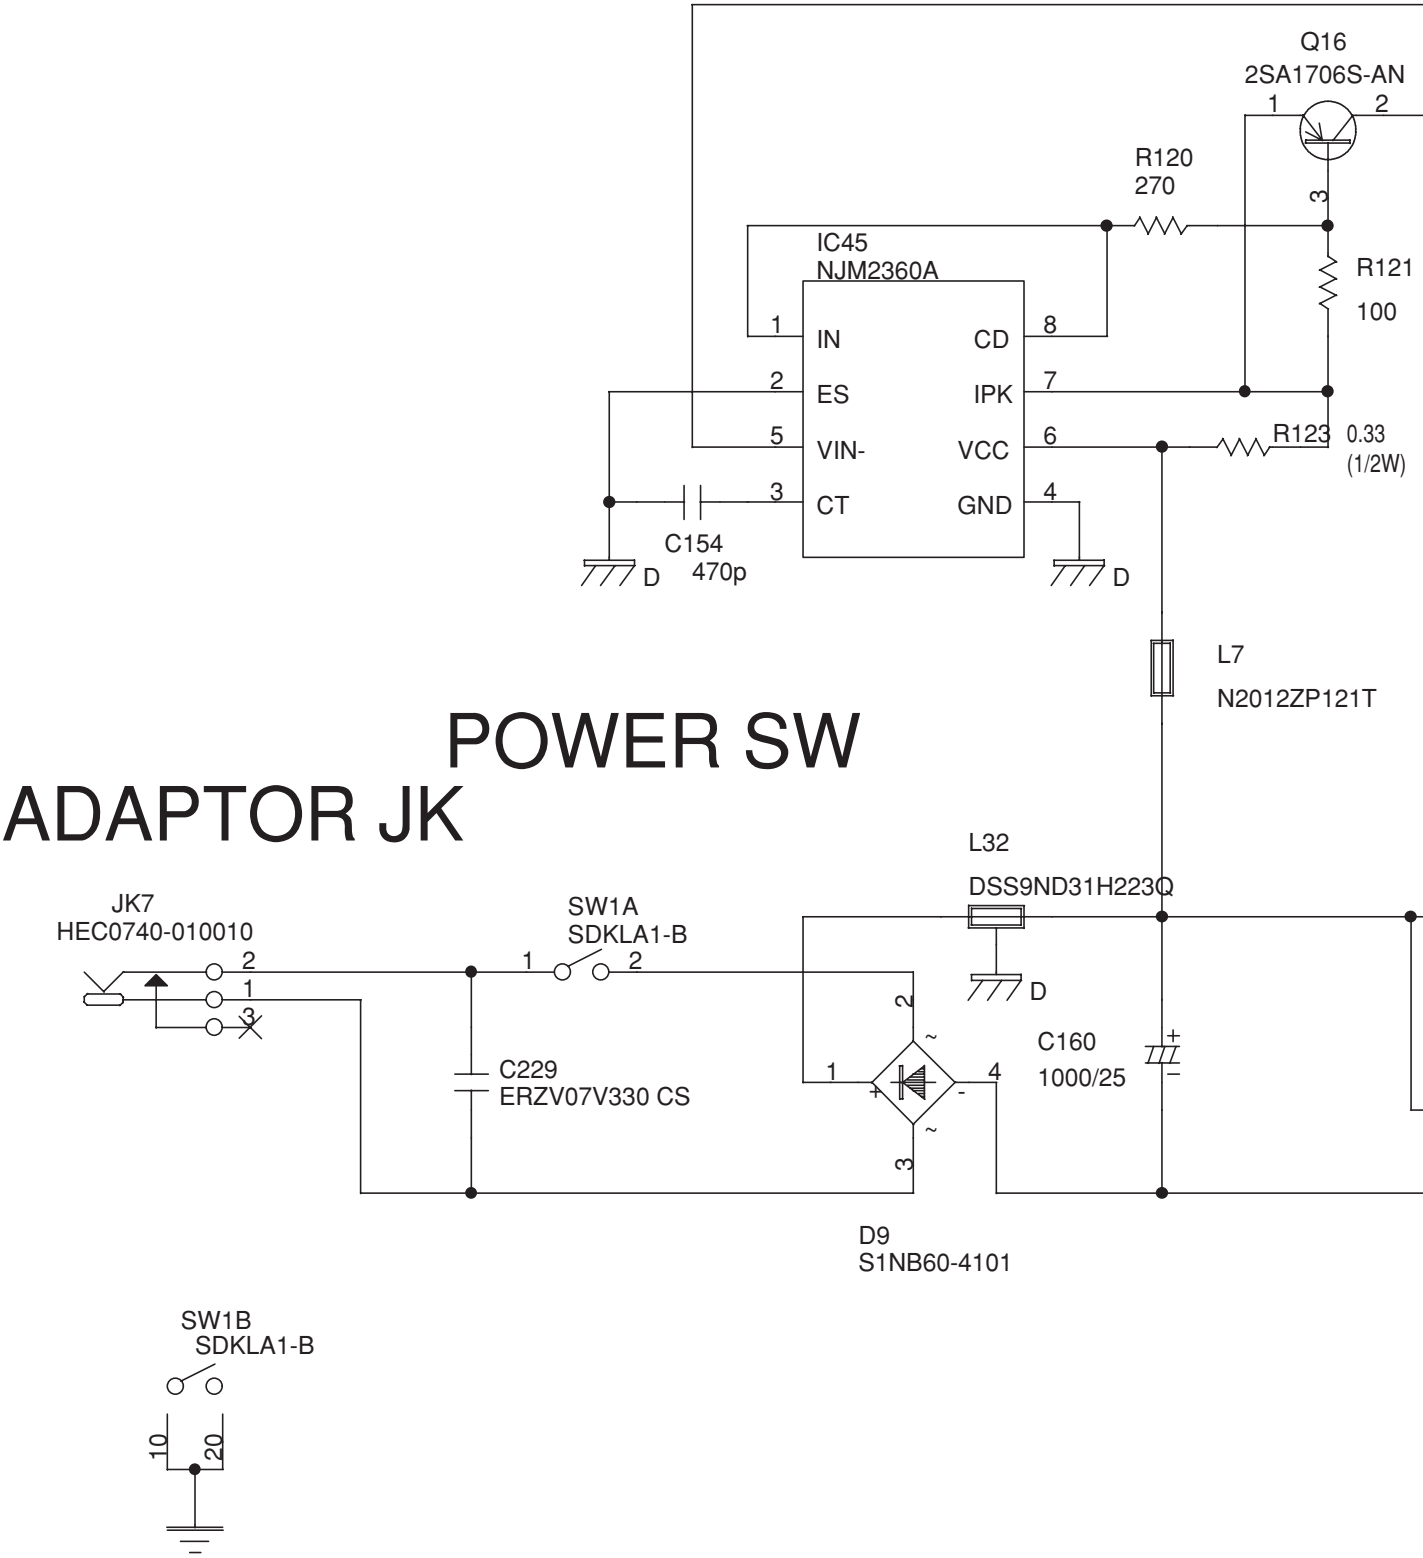 Q16
2SA1706S-AN
1
2
3
R120
270
R121
100
IC45
NJM2360A
1 IN CD 8
2 ES IPK 7
5 VIN- VCC 6
3 CT GND 4
R123 0.33
(1/2W)
C154
470p
D
D
L7
N2012ZP121T
POWER SW
ADAPTOR JK
L32
DSS9ND31H223Q
D
JK7
HEC0740-010010
2
1
3
SW1A
SDKLA1-B
1 2
C229
ERZV07V330 CS
2
~
1
+
-
4
~
3
C160
1000/25
+
−
D9
S1NB60-4101
SW1B
SDKLA1-B
10
20